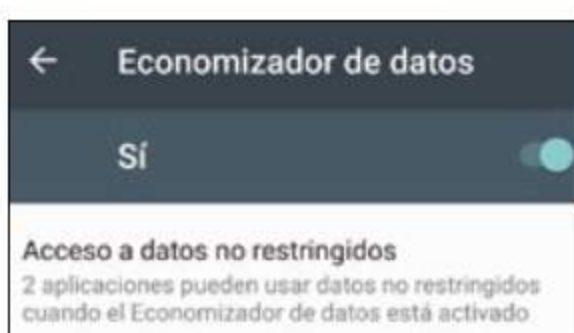 Economizador de datos
Sí
Acceso a datos no restringidos
2 aplicaciones pueden usar datos no restringidos
cuando el Economizador de datos está activado